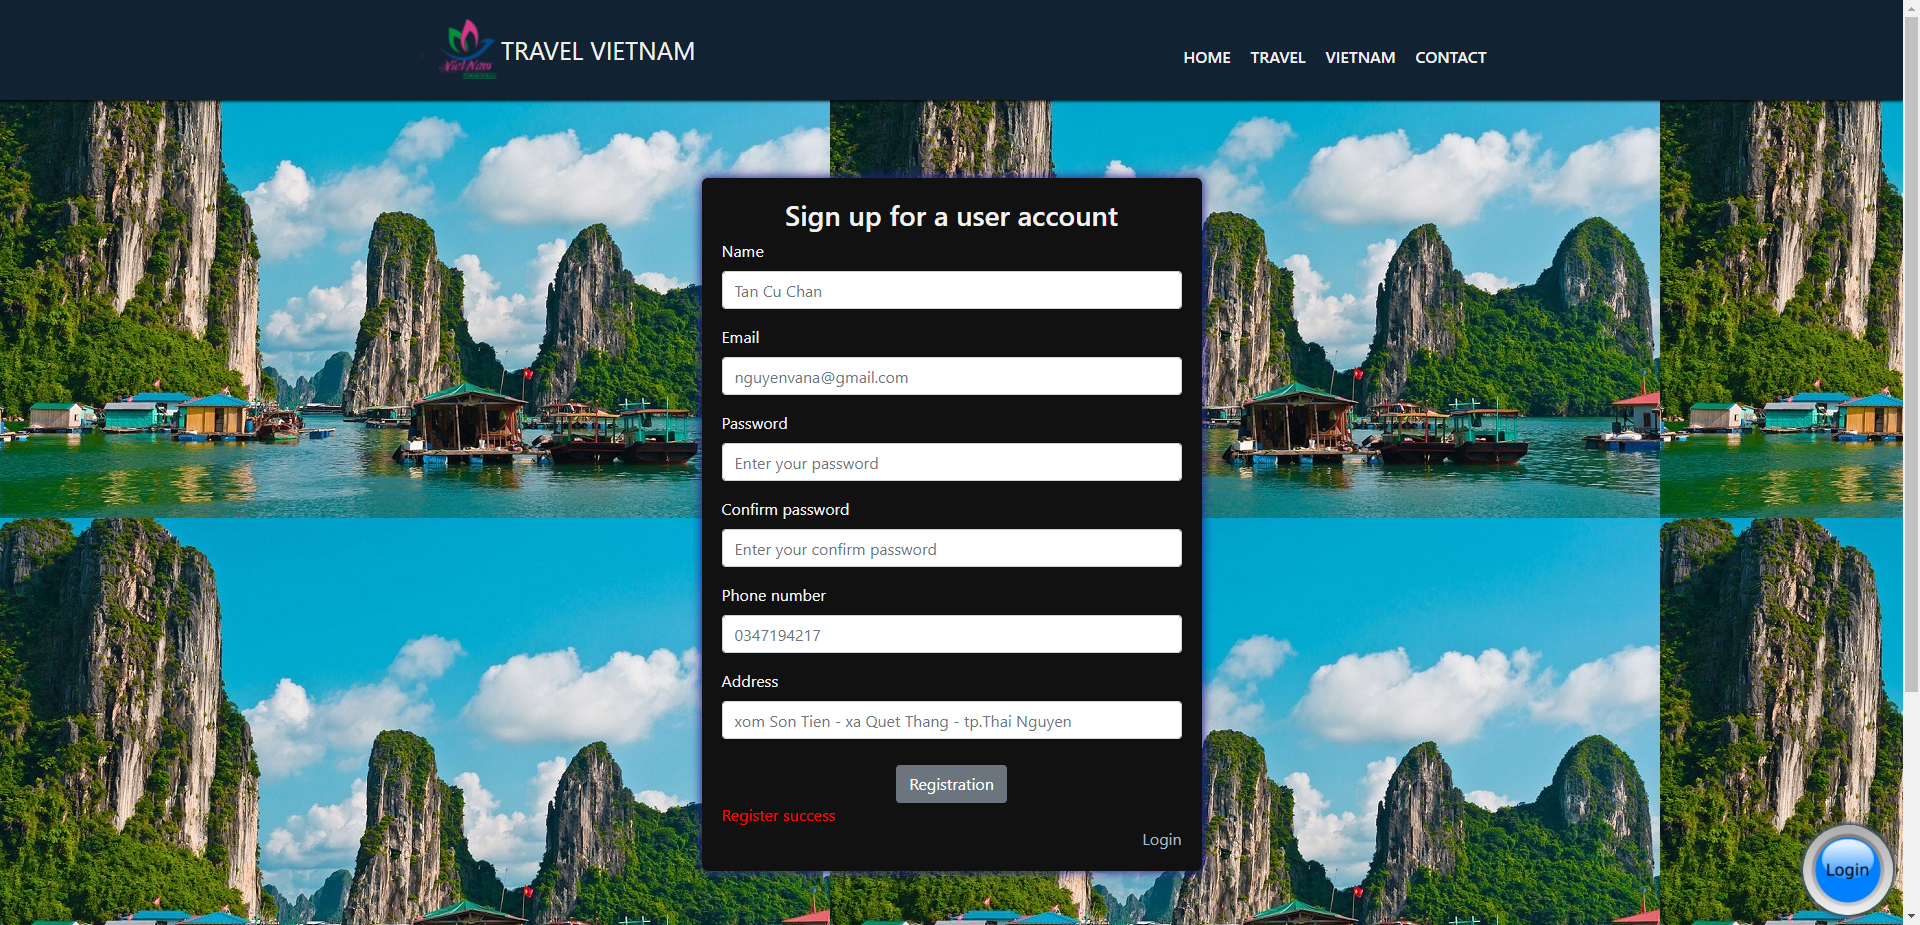 Viet Nam
TRAVEL VIETNAM
HOME TRAVEL VIETNAM CONTACT
Sign up for a user account
Name
Tan Cu Chan
Email
nguyenvana@gmail.com
Password
Enter your password
Confirm password
Enter your confirm password
Phone number
0347194217
Address
xom Son Tien - xa Quet Thang - tp.Thai Nguyen
Registration
Register success
Login
Login